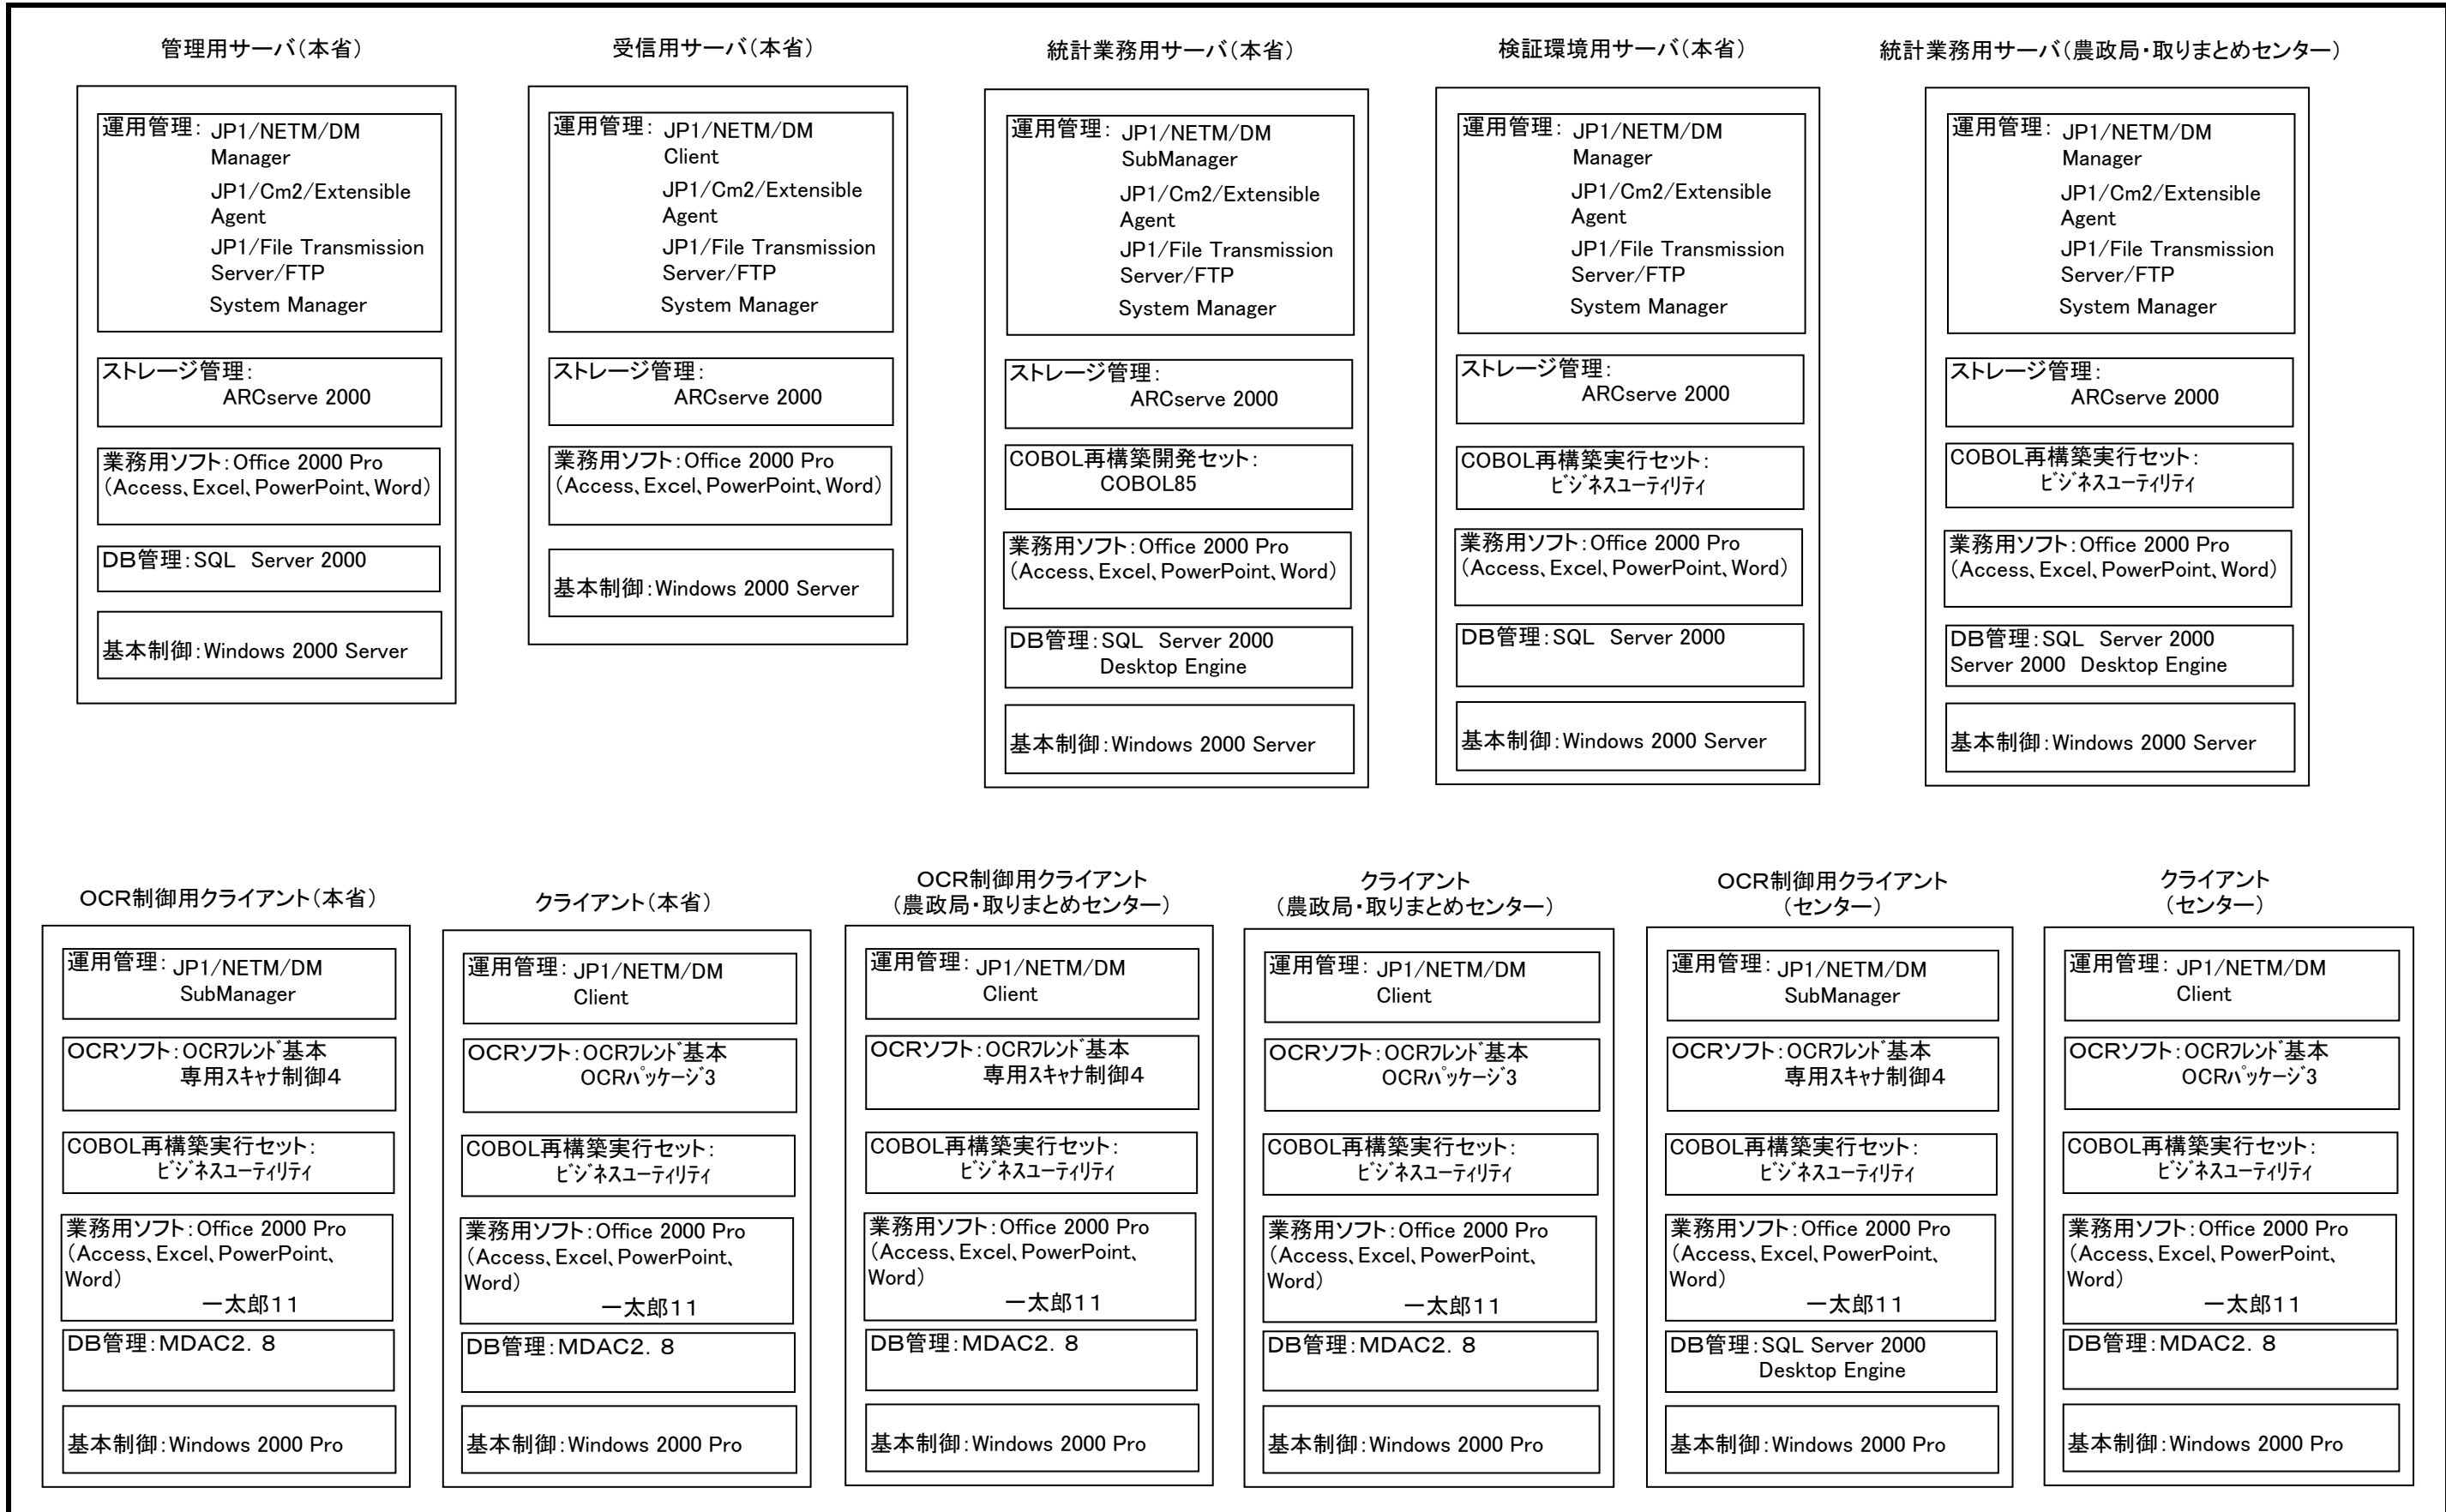 管理用サーバ（本省）
運用管理：JP1/NETM/DM
Manager
JP1/Cm2/Extensible
Agent
JP1/File Transmission
Server/FTP
System Manager
ストレージ管理：
ARCserve 2000
業務用ソフト：Office 2000 Pro
（Access、Excel、PowerPoint、Word）
DB管理：SQL Server 2000
基本制御：Windows 2000 Server
受信用サーバ（本省）
運用管理：JP1/NETM/DM
Client
JP1/Cm2/Extensible
Agent
JP1/File Transmission
Server/FTP
System Manager
ストレージ管理：
ARCserve 2000
業務用ソフト：Office 2000 Pro
（Access、Excel、PowerPoint、Word）
基本制御：Windows 2000 Server
統計業務用サーバ（本省）
運用管理：JP1/NETM/DM
SubManager
JP1/Cm2/Extensible
Agent
JP1/File Transmission
Server/FTP
System Manager
ストレージ管理：
ARCserve 2000
COBOL再構築開発セット：
COBOL85
業務用ソフト：Office 2000 Pro
（Access、Excel、PowerPoint、Word）
DB管理：SQL Server 2000
Desktop Engine
基本制御：Windows 2000 Server
検証環境用サーバ（本省）
運用管理：JP1/NETM/DM
Manager
JP1/Cm2/Extensible
Agent
JP1/File Transmission
Server/FTP
System Manager
ストレージ管理：
ARCserve 2000
COBOL再構築実行セット：
ﾋﾞｼﾞﾈｽユーティリティ
業務用ソフト：Office 2000 Pro
（Access、Excel、PowerPoint、Word）
DB管理：SQL Server 2000
基本制御：Windows 2000 Server
統計業務用サーバ（農政局・取りまとめセンター）
運用管理：JP1/NETM/DM
Manager
JP1/Cm2/Extensible
Agent
JP1/File Transmission
Server/FTP
System Manager
ストレージ管理：
ARCserve 2000
COBOL再構築実行セット：
ﾋﾞｼﾞﾈｽユーティリティ
業務用ソフト：Office 2000 Pro
（Access、Excel、PowerPoint、Word）
DB管理：SQL Server 2000
Server 2000 Desktop Engine
基本制御：Windows 2000 Server
OCR制御用クライアント（本省）
運用管理：JP1/NETM/DM
SubManager
OCRソフト：OCRﾌﾚﾝﾄﾞ基本
専用ｽｷｬﾅ制御4
COBOL再構築実行セット：
ﾋﾞｼﾞﾈｽユーティリティ
業務用ソフト：Office 2000 Pro
（Access、Excel、PowerPoint、
Word）
一太郎11
DB管理：MDAC2．8
基本制御：Windows 2000 Pro
クライアント（本省）
運用管理：JP1/NETM/DM
Client
OCRソフト：OCRﾌﾚﾝﾄﾞ基本
OCRﾊﾟｯｹｰｼﾞ3
COBOL再構築実行セット：
ﾋﾞｼﾞﾈｽユーティリティ
業務用ソフト：Office 2000 Pro
（Access、Excel、PowerPoint、
Word）
一太郎11
DB管理：MDAC2．8
基本制御：Windows 2000 Pro
OCR制御用クライアント
（農政局・取りまとめセンター）
運用管理：JP1/NETM/DM
Client
OCRソフト：OCRﾌﾚﾝﾄﾞ基本
専用ｽｷｬﾅ制御4
COBOL再構築実行セット：
ﾋﾞｼﾞﾈｽユーティリティ
業務用ソフト：Office 2000 Pro
（Access、Excel、PowerPoint、
Word）
一太郎11
DB管理：MDAC2．8
基本制御：Windows 2000 Pro
クライアント
（農政局・取りまとめセンター）
運用管理：JP1/NETM/DM
Client
OCRソフト：OCRﾌﾚﾝﾄﾞ基本
OCRﾊﾟｯｹｰｼﾞ3
COBOL再構築実行セット：
ﾋﾞｼﾞﾈｽユーティリティ
業務用ソフト：Office 2000 Pro
（Access、Excel、PowerPoint、
Word）
一太郎11
DB管理：MDAC2．8
基本制御：Windows 2000 Pro
OCR制御用クライアント
（センター）
運用管理：JP1/NETM/DM
SubManager
OCRソフト：OCRﾌﾚﾝﾄﾞ基本
専用ｽｷｬﾅ制御4
COBOL再構築実行セット：
ﾋﾞｼﾞﾈｽユーティリティ
業務用ソフト：Office 2000 Pro
（Access、Excel、PowerPoint、
Word）
一太郎11
DB管理：SQL Server 2000
Desktop Engine
基本制御：Windows 2000 Pro
クライアント
（センター）
運用管理：JP1/NETM/DM
Client
OCRソフト：OCRﾌﾚﾝﾄﾞ基本
OCRﾊﾟｯｹｰｼﾞ3
COBOL再構築実行セット：
ﾋﾞｼﾞﾈｽユーティリティ
業務用ソフト：Office 2000 Pro
（Access、Excel、PowerPoint、
Word）
一太郎11
DB管理：MDAC2．8
基本制御：Windows 2000 Pro